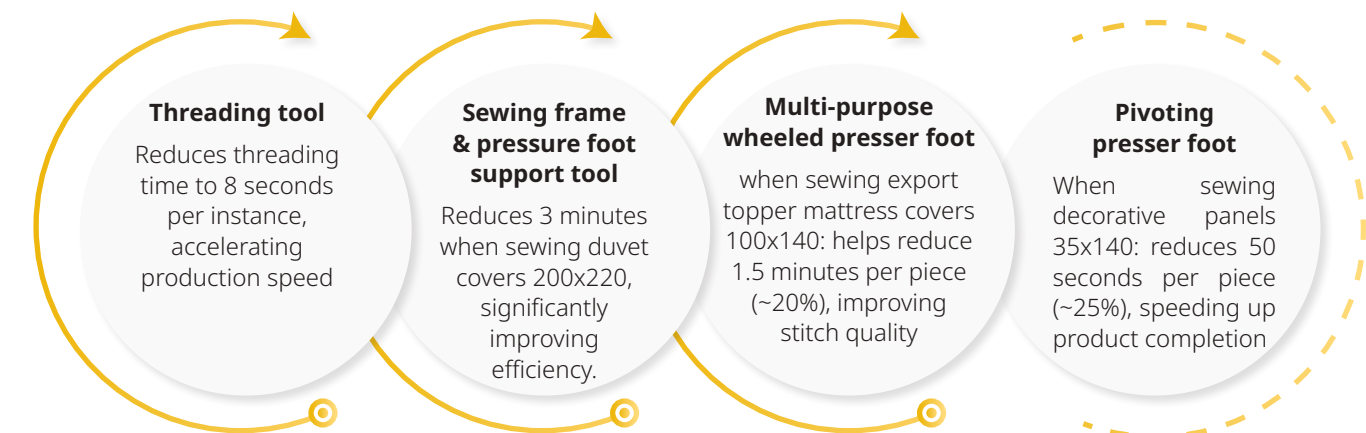 Threading tool
Reduces threading
time to 8 seconds
per instance,
accelerating
production speed
Sewing frame
& pressure foot
support tool
Reduces 3 minutes
when sewing duvet
covers 200x220,
significantly
improving
efficiency.
Multi-purpose
wheeled presser foot
when sewing export
topper mattress covers
100x140: helps reduce
1.5 minutes per piece
(~20%), improving
stitch quality
Pivoting
presser foot
When sewing
decorative panels
35x140: reduces 50
seconds per piece
(~25%), speeding up
product completion